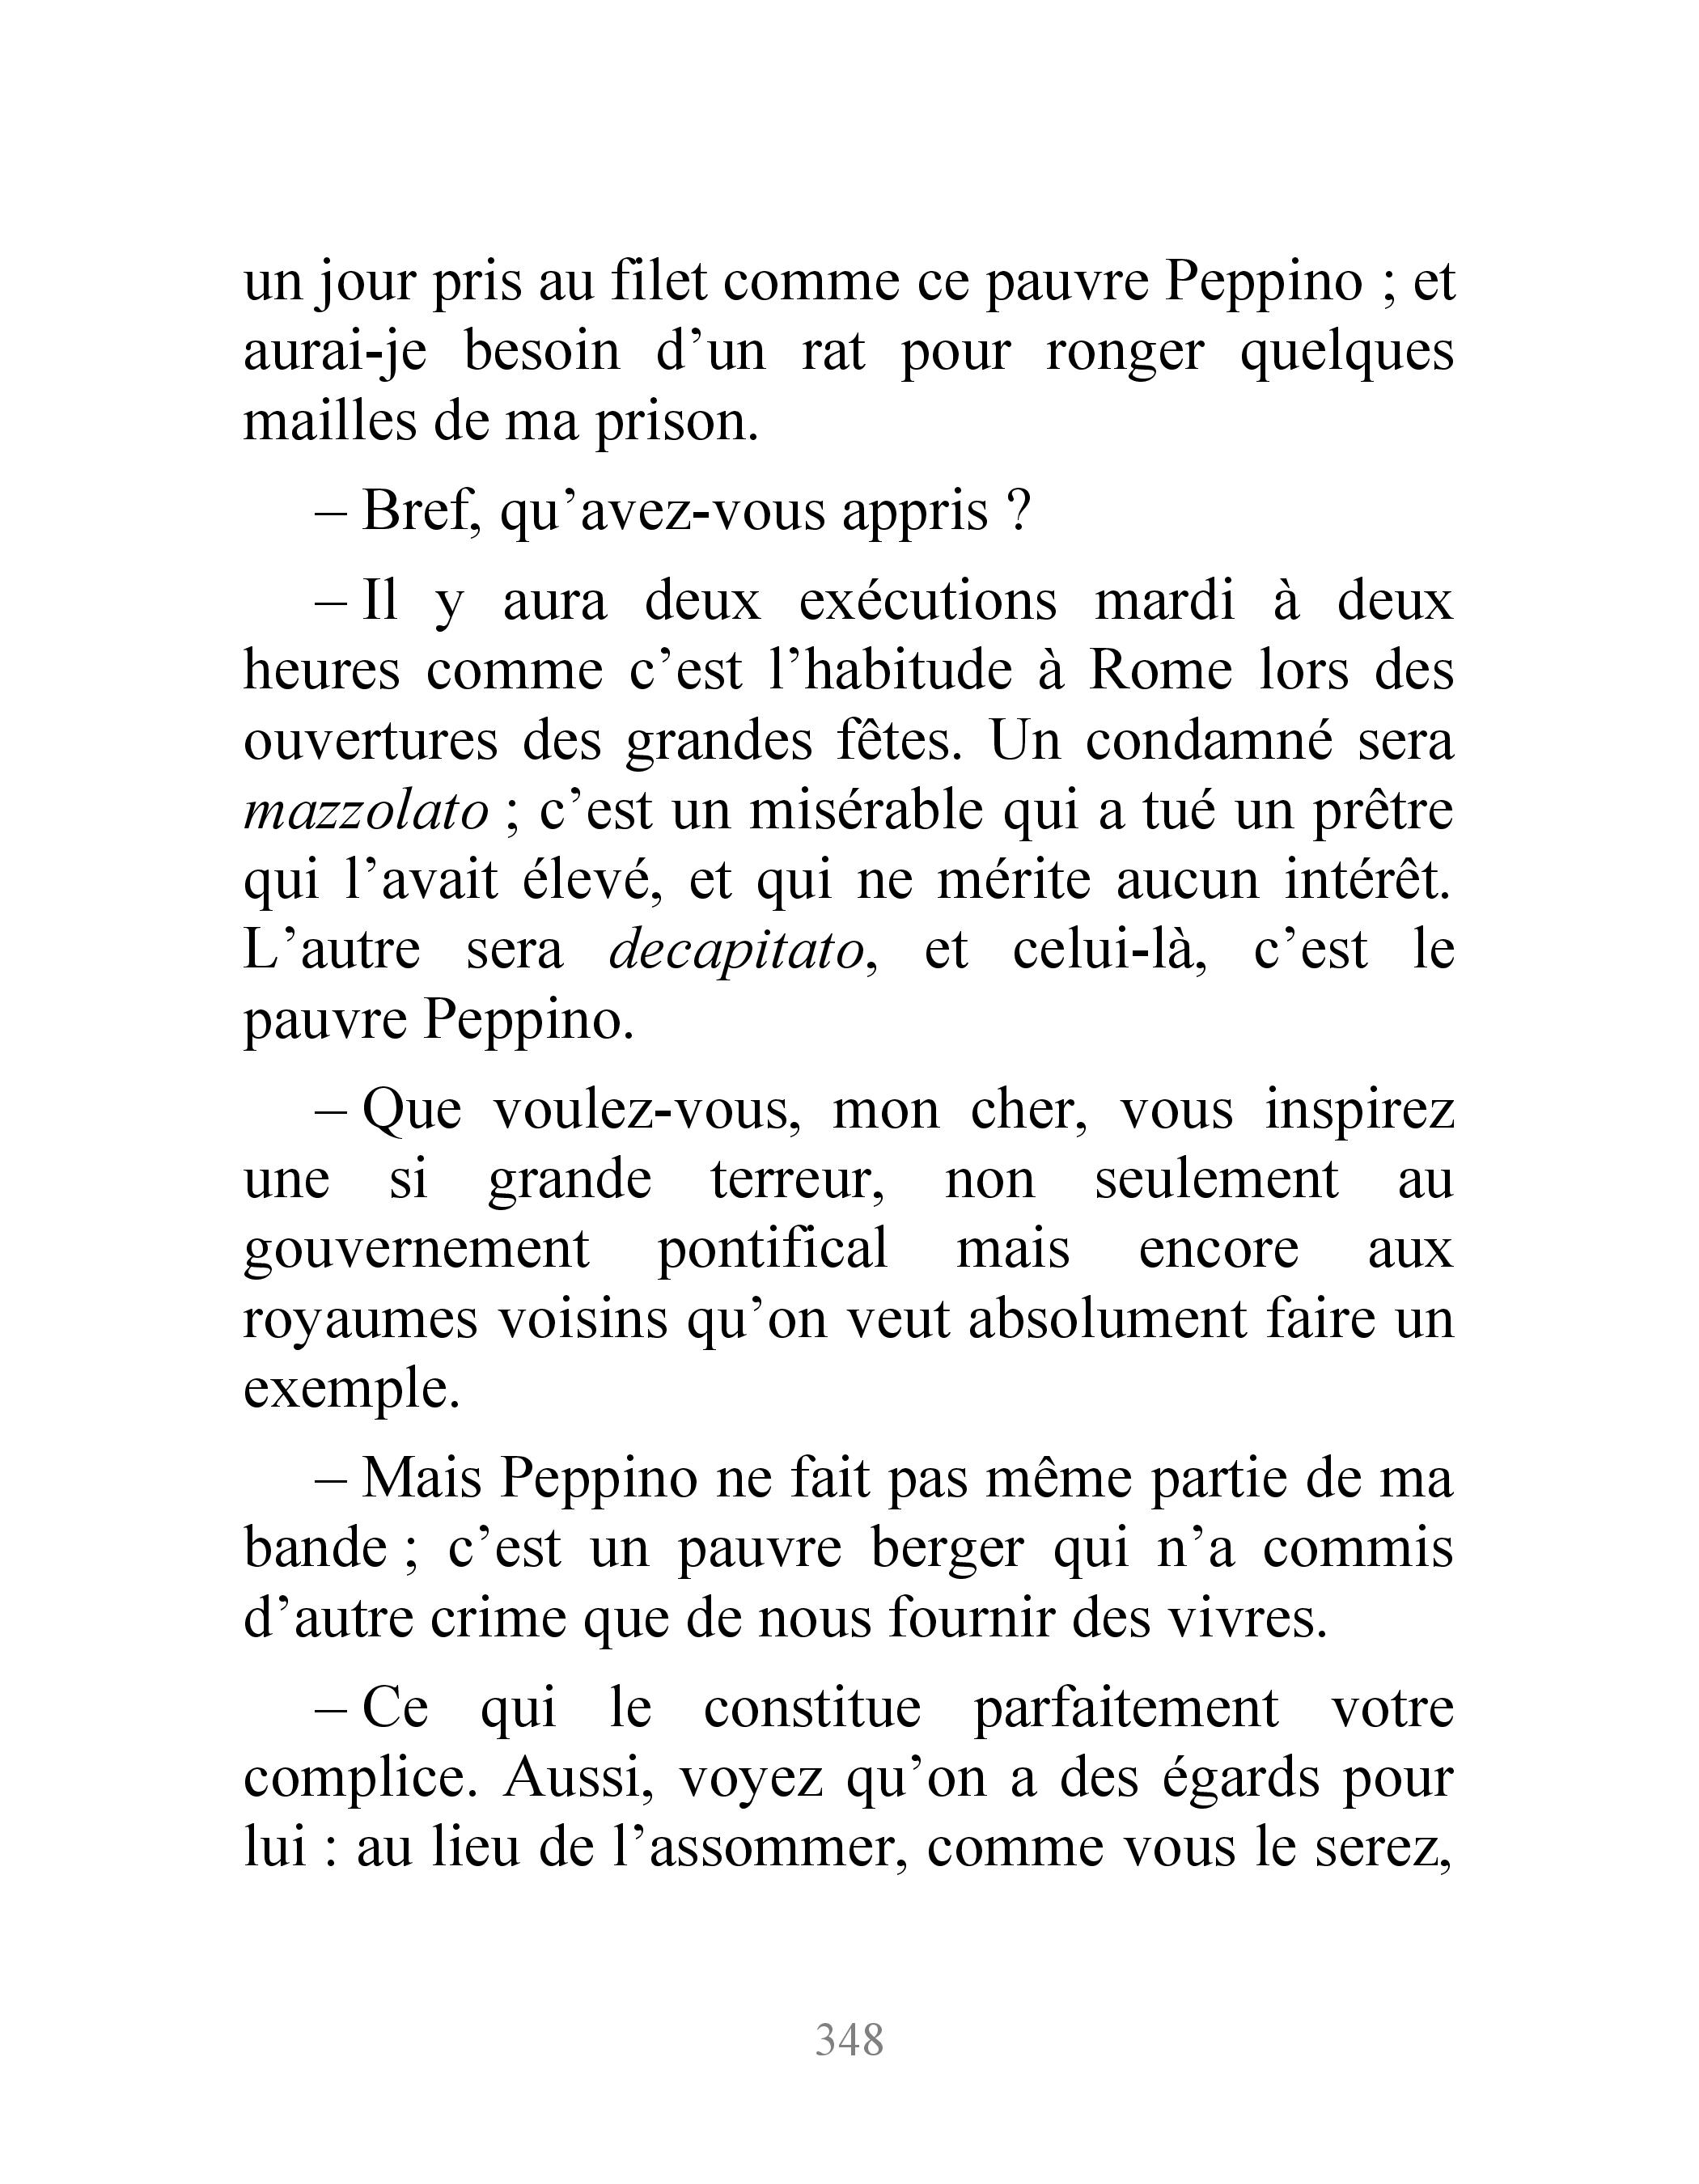 un jour pris au filet comme ce pauvre Peppino ; et
aurai-je besoin d’un rat pour ronger quelques
mailles de ma prison.
– Bref, qu’avez-vous appris ?
– Il y aura deux exécutions mardi à deux
heures comme c’est l’habitude à Rome lors des
ouvertures des grandes fêtes. Un condamné sera
mazzolato ; c’est un misérable qui a tué un prêtre
qui l’avait élevé, et qui ne mérite aucun intérêt.
L’autre sera decapitato, et celui-là, c’est le
pauvre Peppino.
– Que voulez-vous, mon cher, vous inspirez
une si grande terreur, non seulement au
gouvernement pontifical mais encore aux
royaumes voisins qu’on veut absolument faire un
exemple.
– Mais Peppino ne fait pas même partie de ma
bande ; c’est un pauvre berger qui n’a commis
d’autre crime que de nous fournir des vivres.
– Ce qui le constitue parfaitement votre
complice. Aussi, voyez qu’on a des égards pour
lui : au lieu de l’assommer, comme vous le serez,
348